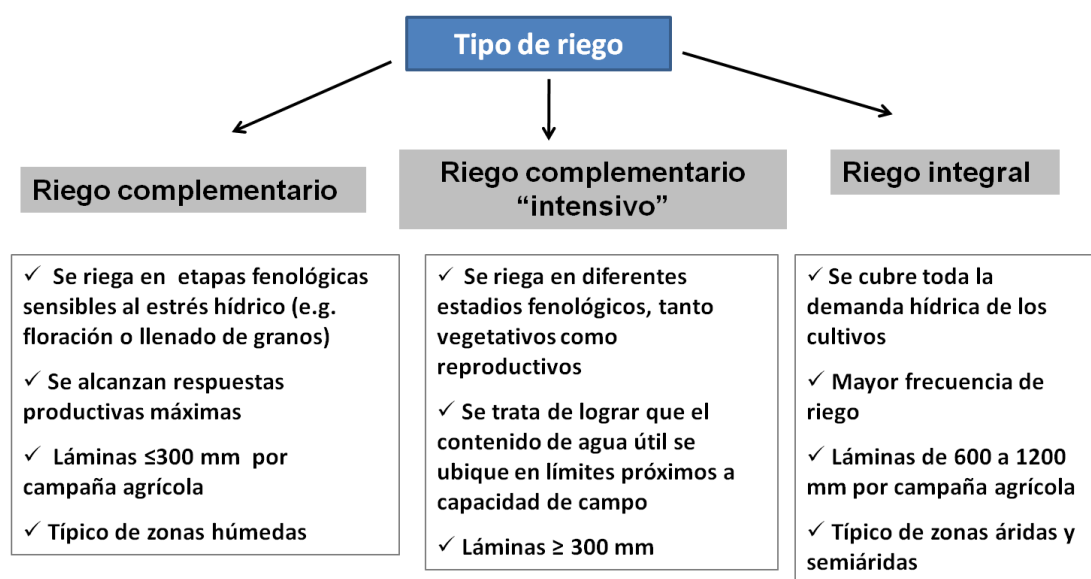 Tipo de riego
Riego complementario
✓ Se riega en etapas fenológicas
sensibles al estrés hídrico (e.g.
floración o llenado de granos)
✓ Se alcanzan respuestas
productivas máximas
✓ Láminas ≤300 mm por
campaña agrícola
✓ Típico de zonas húmedas
Riego complementario
“intensivo”
✓ Se riega en diferentes
estadios fenológicos, tanto
vegetativos como
reproductivos
✓ Se trata de lograr que el
contenido de agua útil se
ubique en límites próximos a
capacidad de campo
✓ Láminas ≥ 300 mm
Riego integral
✓ Se cubre toda la
demanda hídrica de los
cultivos
✓ Mayor frecuencia de
riego
✓ Láminas de 600 a 1200
mm por campaña agrícola
✓ Típico de zonas áridas y
semiáridas